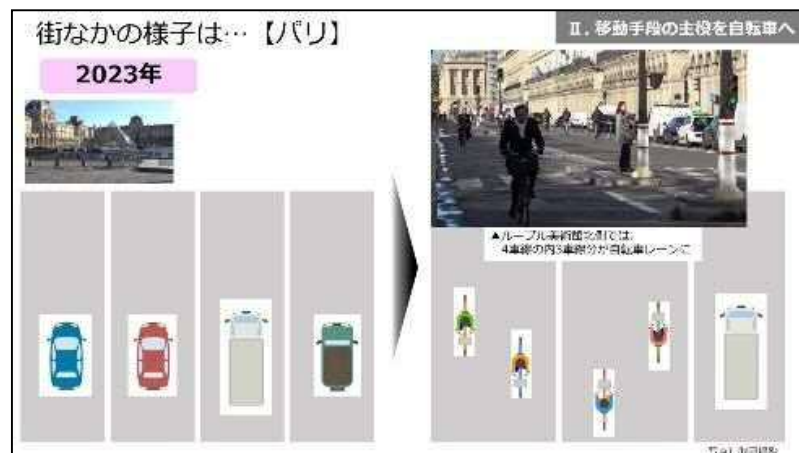 街なかの様子は…【パリ】
Ⅱ. 移動手段の主役を自転車へ
2023年
▲ルーブル美術館北側では、
4車線の内3車線分が自転車レーンに